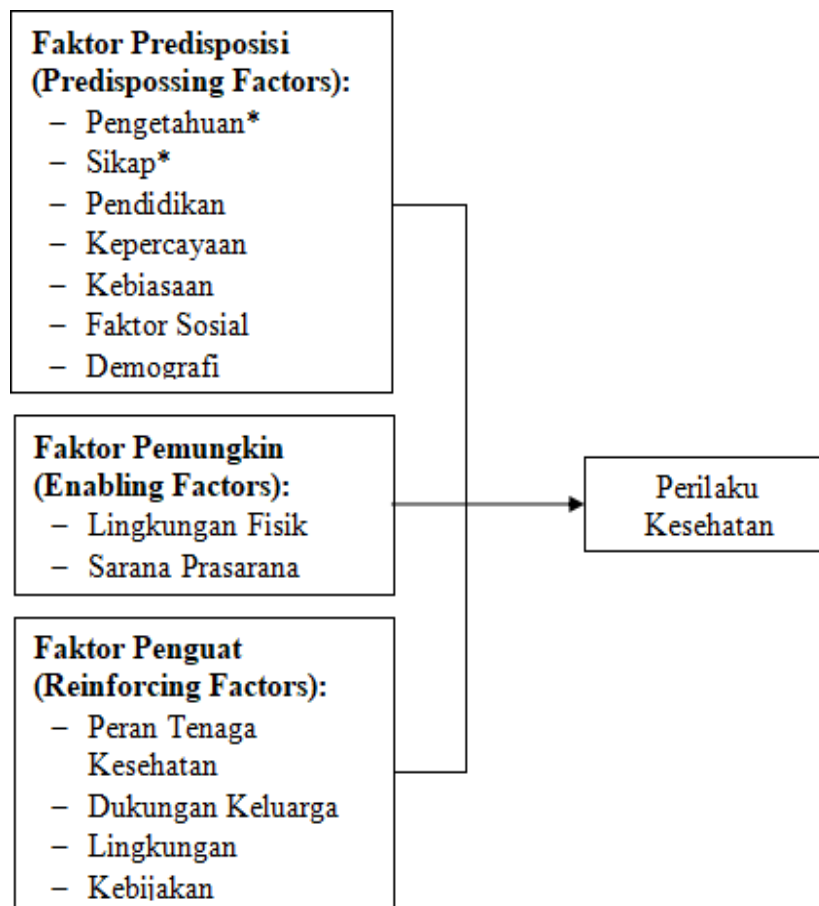 Faktor Predisposisi
(Predispossing Factors):
– Pengetahuan*
– Sikap*
– Pendidikan
– Kepercayaan
– Kebiasaan
– Faktor Sosial
– Demografi
Faktor Pemungkin
(Enabling Factors):
– Lingkungan Fisik
– Sarana Prasarana
Perilaku
Kesehatan
Faktor Penguat
(Reinforcing Factors):
– Peran Tenaga
Kesehatan
– Dukungan Keluarga
– Lingkungan
– Kebijakan